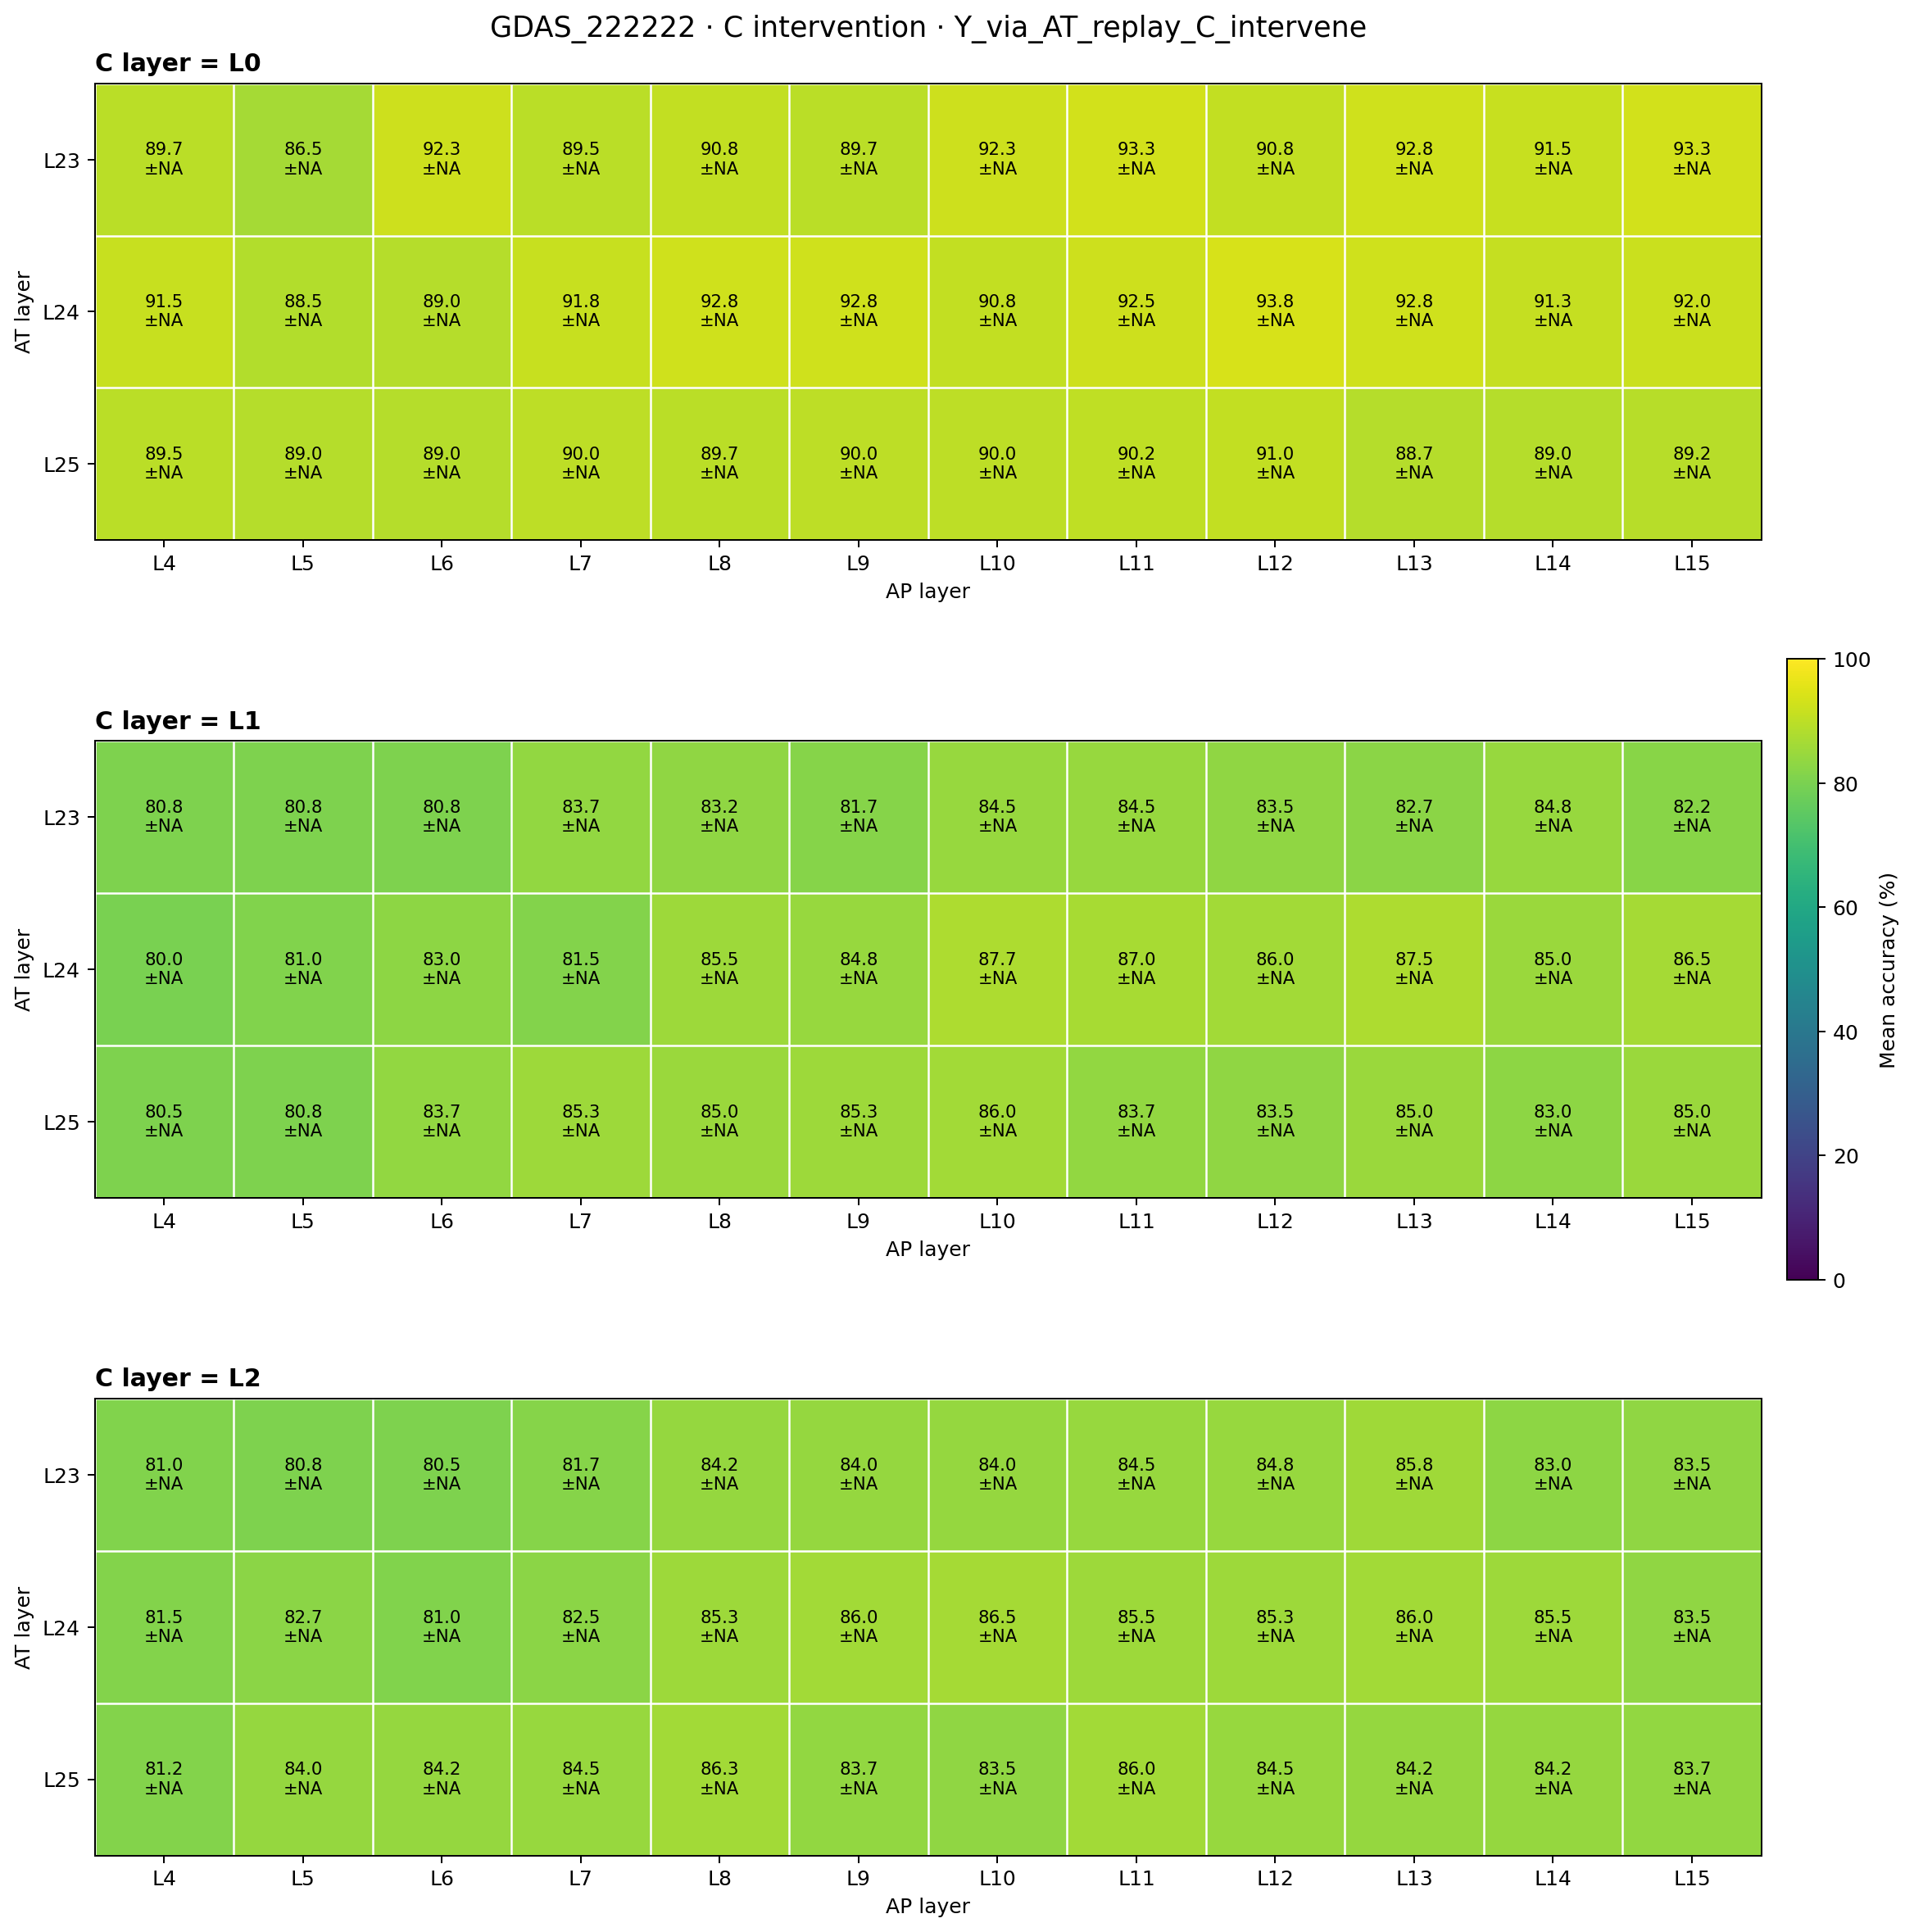 GDAS_222222 · C intervention · Y_via_AT_replay_C_intervene
C layer = L0
AT layer
L23
89.7 86.5 92.3 89.5 90.8 89.7 92.3 93.3 90.8 92.8 91.5 93.3
±NA ±NA ±NA ±NA ±NA ±NA ±NA ±NA ±NA ±NA ±NA ±NA
L24
91.5 88.5 89.0 91.8 92.8 92.8 90.8 92.5 93.8 92.8 91.3 92.0
±NA ±NA ±NA ±NA ±NA ±NA ±NA ±NA ±NA ±NA ±NA ±NA
L25
89.5 89.0 89.0 90.0 89.7 90.0 90.0 90.2 91.0 88.7 89.0 89.2
±NA ±NA ±NA ±NA ±NA ±NA ±NA ±NA ±NA ±NA ±NA ±NA
L4 L5 L6 L7 L8 L9 L10 L11 L12 L13 L14 L15
AP layer
C layer = L1
AT layer
L23
80.8 80.8 80.8 83.7 83.2 81.7 84.5 84.5 83.5 82.7 84.8 82.2
±NA ±NA ±NA ±NA ±NA ±NA ±NA ±NA ±NA ±NA ±NA ±NA
L24
80.0 81.0 83.0 81.5 85.5 84.8 87.7 87.0 86.0 87.5 85.0 86.5
±NA ±NA ±NA ±NA ±NA ±NA ±NA ±NA ±NA ±NA ±NA ±NA
L25
80.5 80.8 83.7 85.3 85.0 85.3 86.0 83.7 83.5 85.0 83.0 85.0
±NA ±NA ±NA ±NA ±NA ±NA ±NA ±NA ±NA ±NA ±NA ±NA
L4 L5 L6 L7 L8 L9 L10 L11 L12 L13 L14 L15
AP layer
100
80
60
40
20
0
Mean accuracy (%)
C layer = L2
AT layer
L23
81.0 80.8 80.5 81.7 84.2 84.0 84.0 84.5 84.8 85.8 83.0 83.5
±NA ±NA ±NA ±NA ±NA ±NA ±NA ±NA ±NA ±NA ±NA ±NA
L24
81.5 82.7 81.0 82.5 85.3 86.0 86.5 85.5 85.3 86.0 85.5 83.5
±NA ±NA ±NA ±NA ±NA ±NA ±NA ±NA ±NA ±NA ±NA ±NA
L25
81.2 84.0 84.2 84.5 86.3 83.7 83.5 86.0 84.5 84.2 84.2 83.7
±NA ±NA ±NA ±NA ±NA ±NA ±NA ±NA ±NA ±NA ±NA ±NA
L4 L5 L6 L7 L8 L9 L10 L11 L12 L13 L14 L15
AP layer